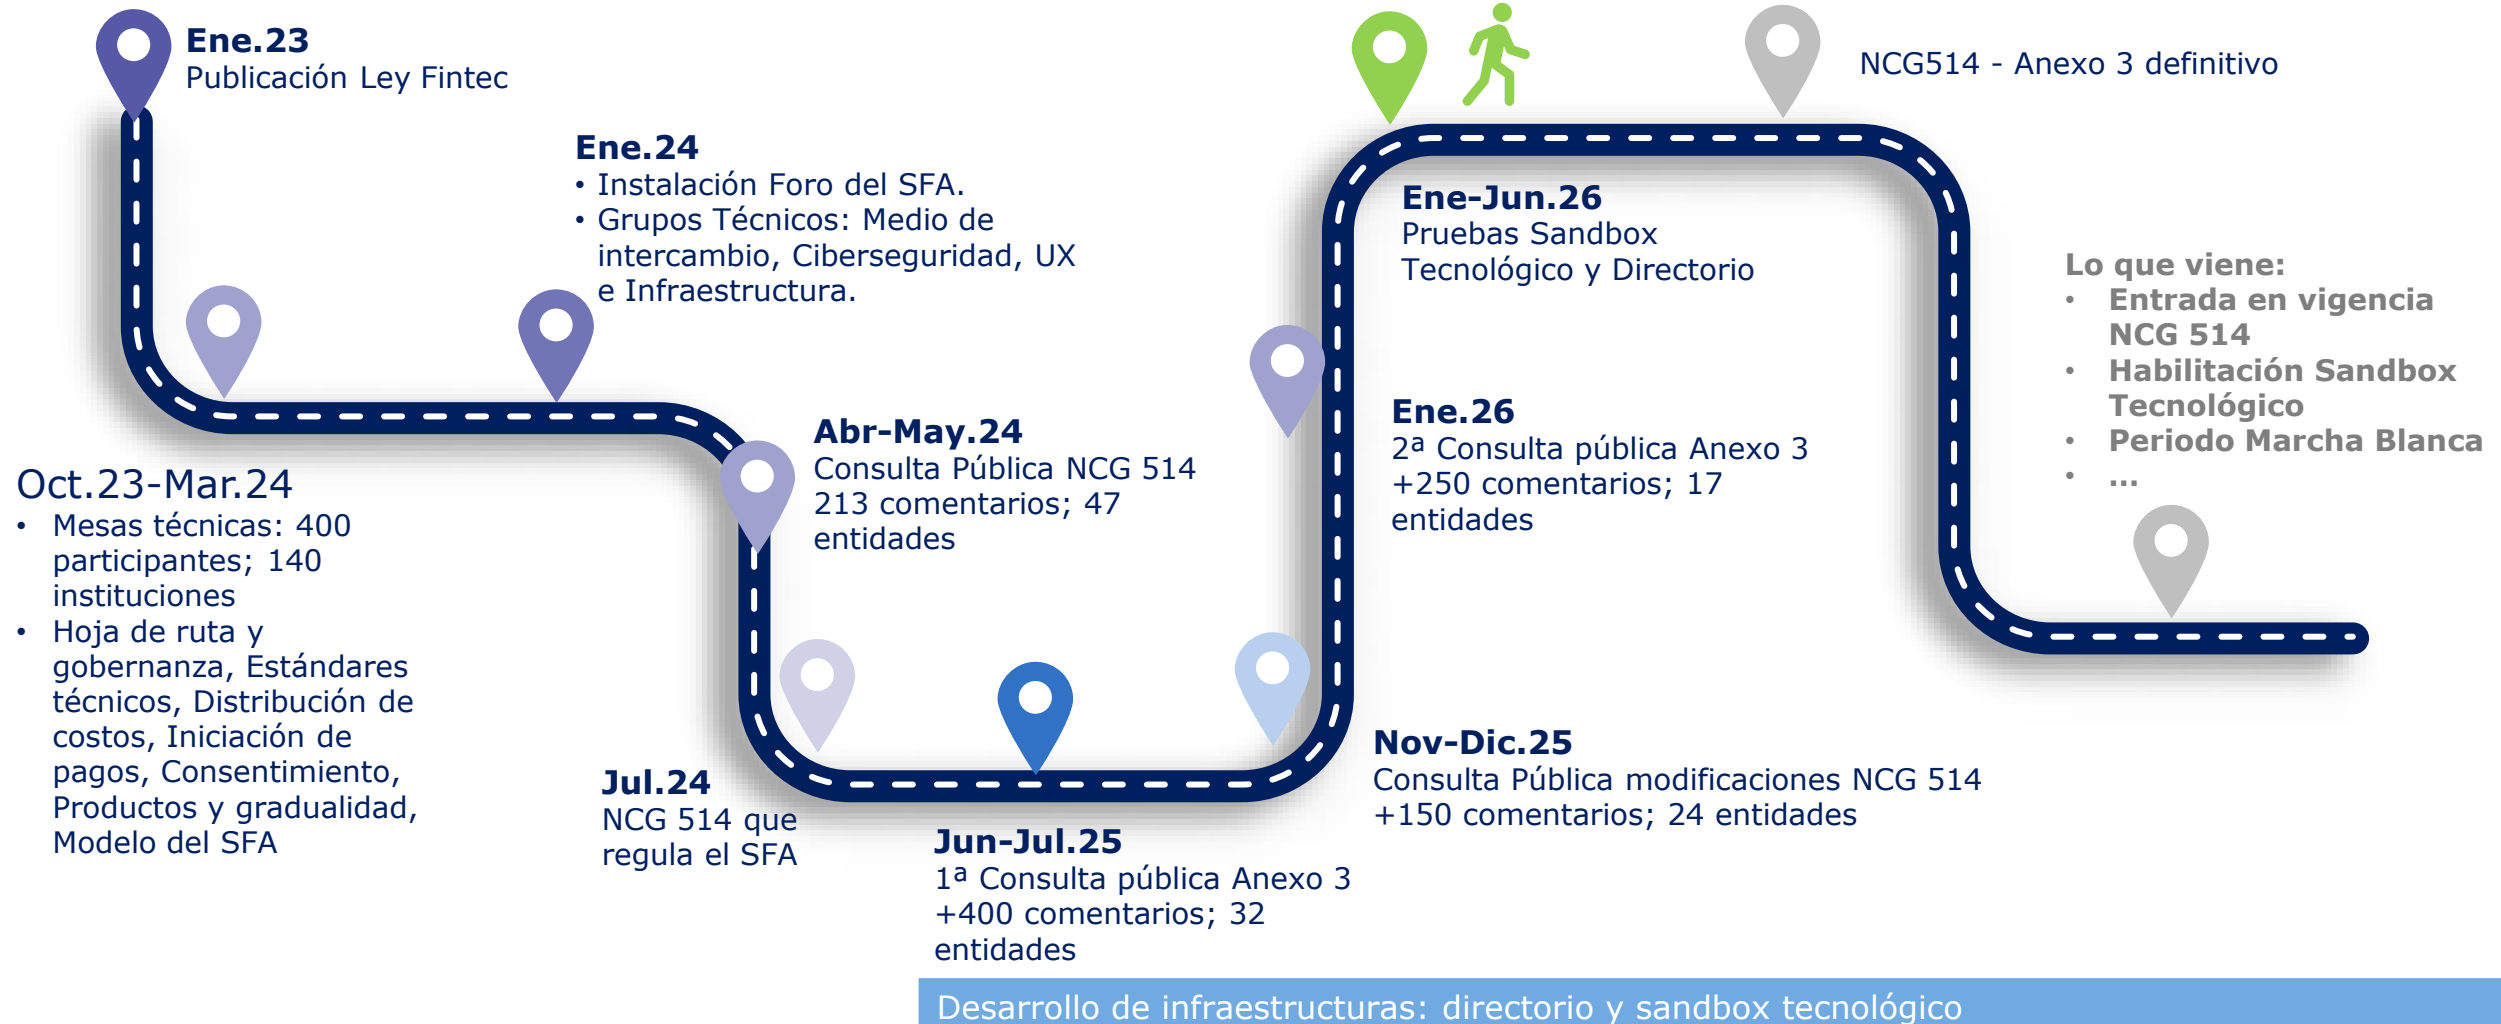 Ene.23
Publicación Ley Fintec
Oct.23-Mar.24
• Mesas técnicas: 400
participantes; 140
instituciones
• Hoja de ruta y
gobernanza, Estándares
técnicos, Distribución de
costos, Iniciación de
pagos, Consentimiento,
Productos y gradualidad,
Modelo del SFA
Ene.24
• Instalación Foro del SFA.
• Grupos Técnicos: Medio de
intercambio, Ciberseguridad, UX
e Infraestructura.
Abr-May.24
Consulta Pública NCG 514
213 comentarios; 47
entidades
Jul.24
NCG 514 que
regula el SFA
Jun-Jul.25
1ª Consulta pública Anexo 3
+400 comentarios; 32
entidades
Nov-Dic.25
Consulta Pública modificaciones NCG 514
+150 comentarios; 24 entidades
Ene.26
2ª Consulta pública Anexo 3
+250 comentarios; 17
entidades
Ene-Jun.26
Pruebas Sandbox
Tecnológico y Directorio
NCG514 - Anexo 3 definitivo
Lo que viene:
• Entrada en vigencia
NCG 514
• Habilitación Sandbox
Tecnológico
• Periodo Marcha Blanca
• ...
Desarrollo de infraestructuras: directorio y sandbox tecnológico